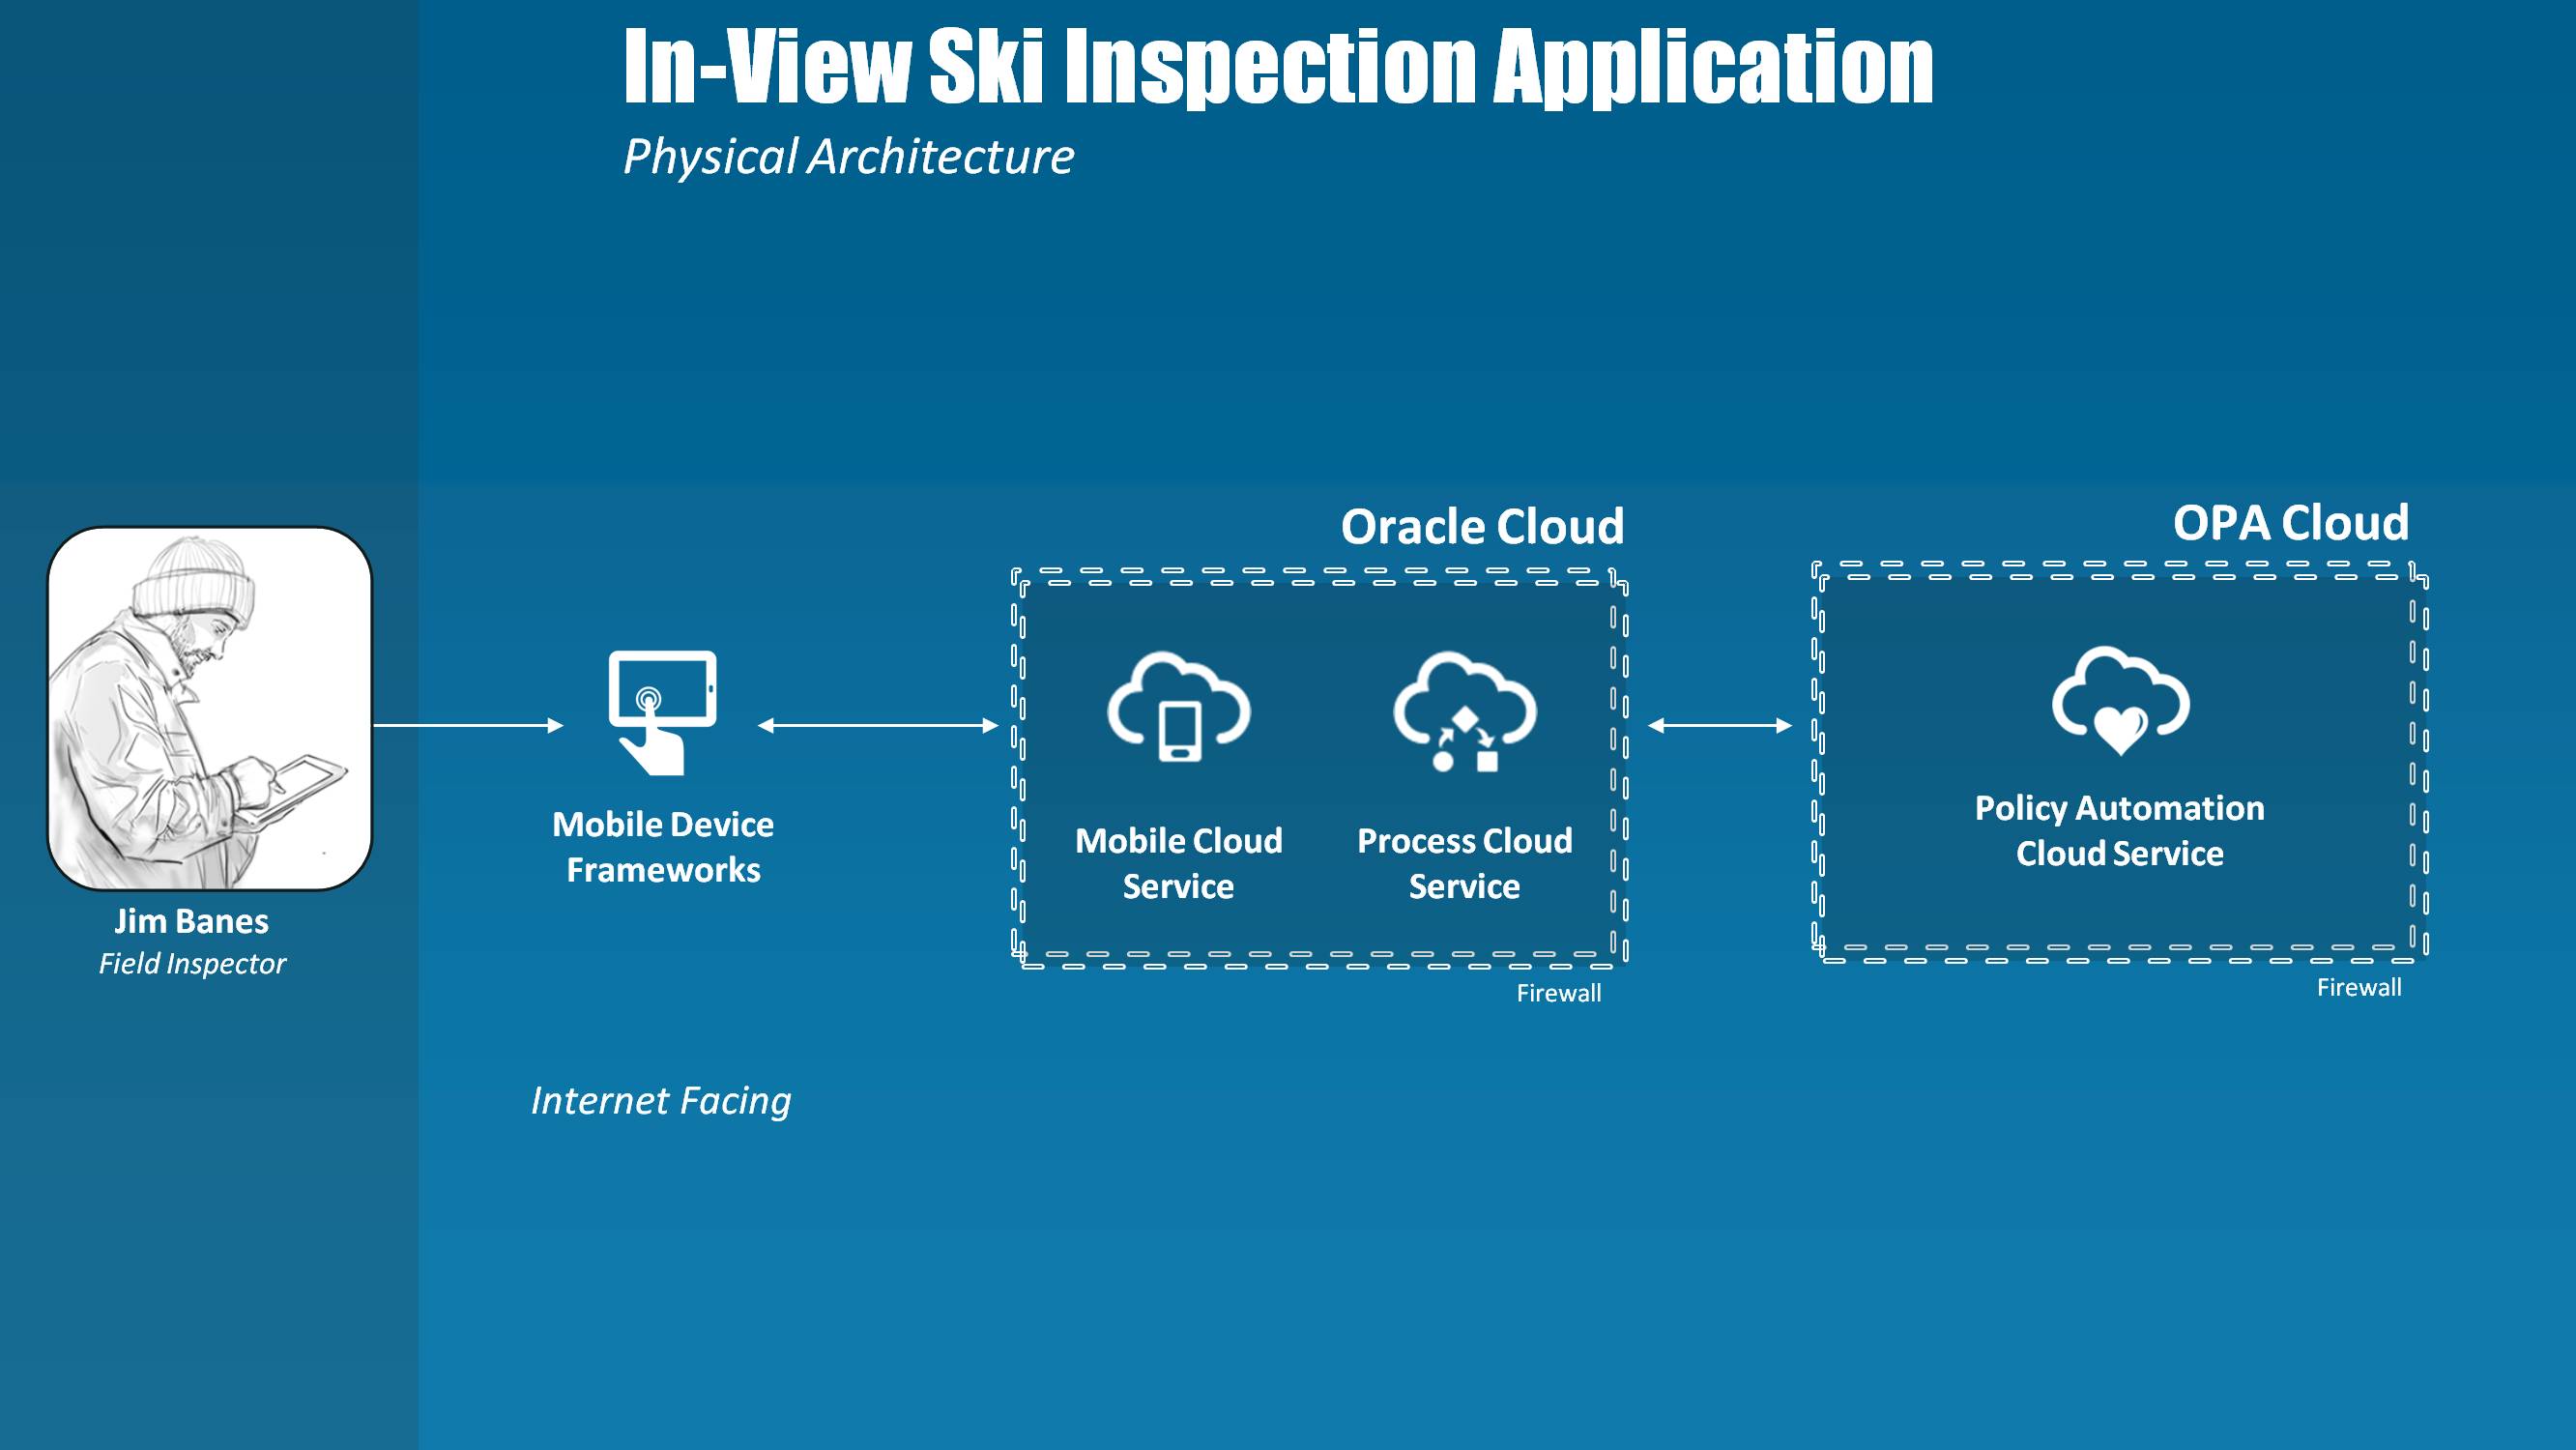 In-View Ski Inspection Application
Physical Architecture
Oracle Cloud
OPA Cloud
Mobile Device
Frameworks
Mobile Cloud
Service
Process Cloud
Service
Policy Automation
Cloud Service
Jim Banes
Field Inspector
Firewall
Firewall
Internet Facing